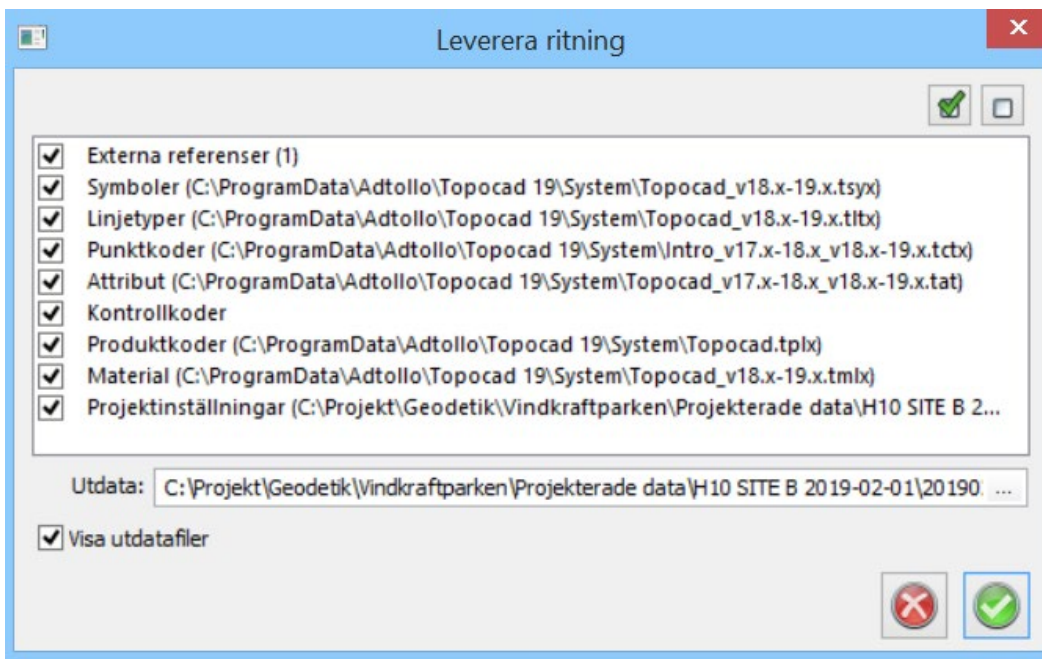 Leverera ritning
Externa referenser (1)
Symboler (C:\ProgramData\Adtollo\Topocad 19\System\Topocad_v18.x-19.x.tsyx)
Linjetyper (C:\ProgramData\Adtollo\Topocad 19\System\Topocad_v18.x-19.x.tltx)
Punktkoder (C:\ProgramData\Adtollo\Topocad 19\System\Intro_v17.x-18.x_v18.x-19.x.tctx)
Attribut (C:\ProgramData\Adtollo\Topocad 19\System\Topocad_v17.x-18.x_v18.x-19.x.tat)
Kontrollkoder
Produktkoder (C:\ProgramData\Adtollo\Topocad 19\System\Topocad.tplx)
Material (C:\ProgramData\Adtollo\Topocad 19\System\Topocad_v18.x-19.x.tmlx)
Projektinställningar (C:\Projekt\Geodetik\Vindkraftparken\Projekterade data\H10 SITE B 2...
Utdata: C:\Projekt\Geodetik\Vindkraftparken\Projekterade data\H10 SITE B 2019-02-01\20190 ...
Visa utdatafiler